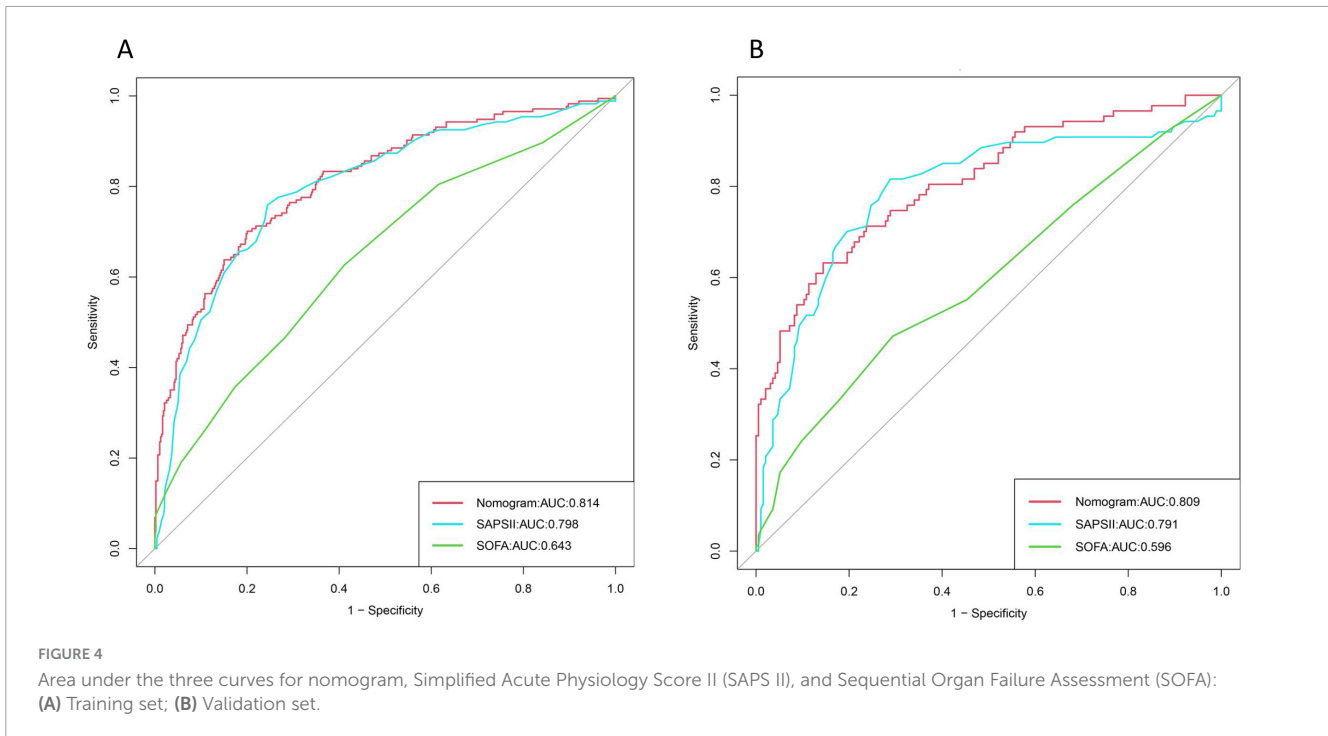 A
1.0
0.8
0.6
0.4
0.2
0.0
Sensitivity
Nomogram:AUC:0.814
SAPSII:AUC:0.798
SOFA:AUC:0.643
0.0 0.2 0.4 0.6 0.8 1.0
1 − Specificity
B
1.0
0.8
0.6
0.4
0.2
0.0
Sensitivity
Nomogram:AUC:0.809
SAPSII:AUC:0.791
SOFA:AUC:0.596
0.0 0.2 0.4 0.6 0.8 1.0
1 − Specificity
FIGURE 4
Area under the three curves for nomogram, Simplified Acute Physiology Score II (SAPS II), and Sequential Organ Failure Assessment (SOFA):
(A) Training set; (B) Validation set.